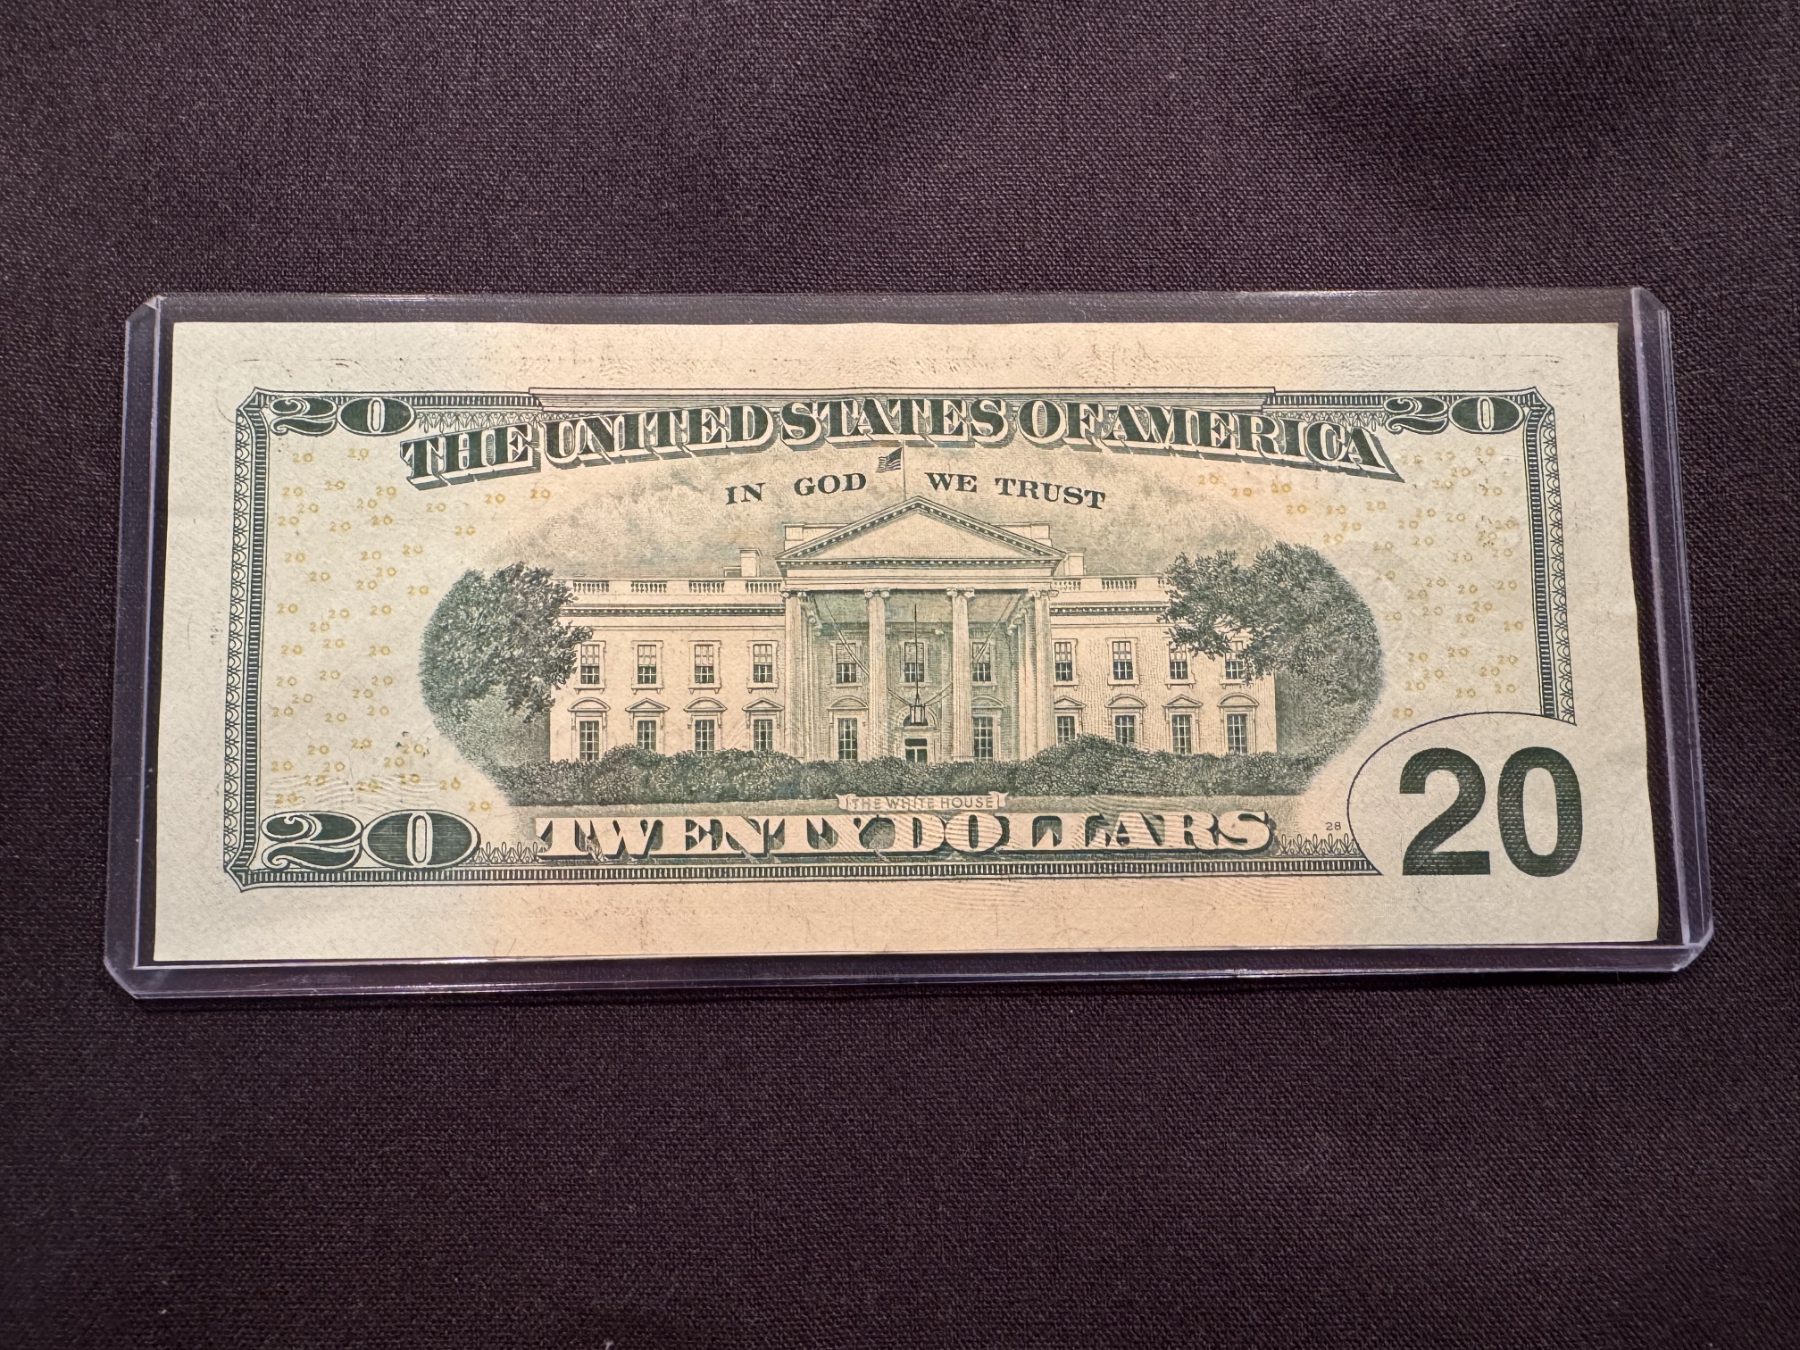 20 THE UNITED STATES OF AMERICA 20
IN GOD WE TRUST
THE WHITE HOUSE
20 TWENTY DOLLARS 28 20